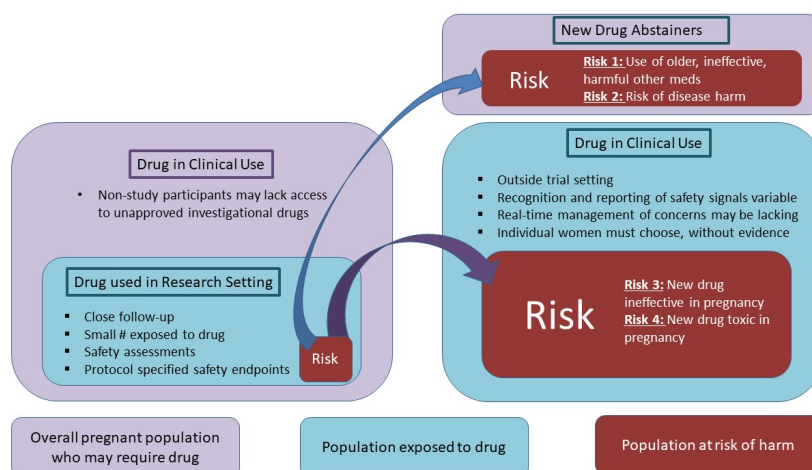 New Drug Abstainers
Risk
Risk 1: Use of older, ineffective,
harmful other meds
Risk 2: Risk of disease harm
Drug in Clinical Use
• Non-study participants may lack access
to unapproved investigational drugs
Drug used in Research Setting
▪ Close follow-up
▪ Small # exposed to drug
▪ Safety assessments
▪ Protocol specified safety endpoints
Risk
Drug in Clinical Use
▪ Outside trial setting
▪ Recognition and reporting of safety signals variable
▪ Real-time management of concerns may be lacking
▪ Individual women must choose, without evidence
Risk
Risk 3: New drug
ineffective in pregnancy
Risk 4: New drug toxic in
pregnancy
Overall pregnant population
who may require drug
Population exposed to drug
Population at risk of harm